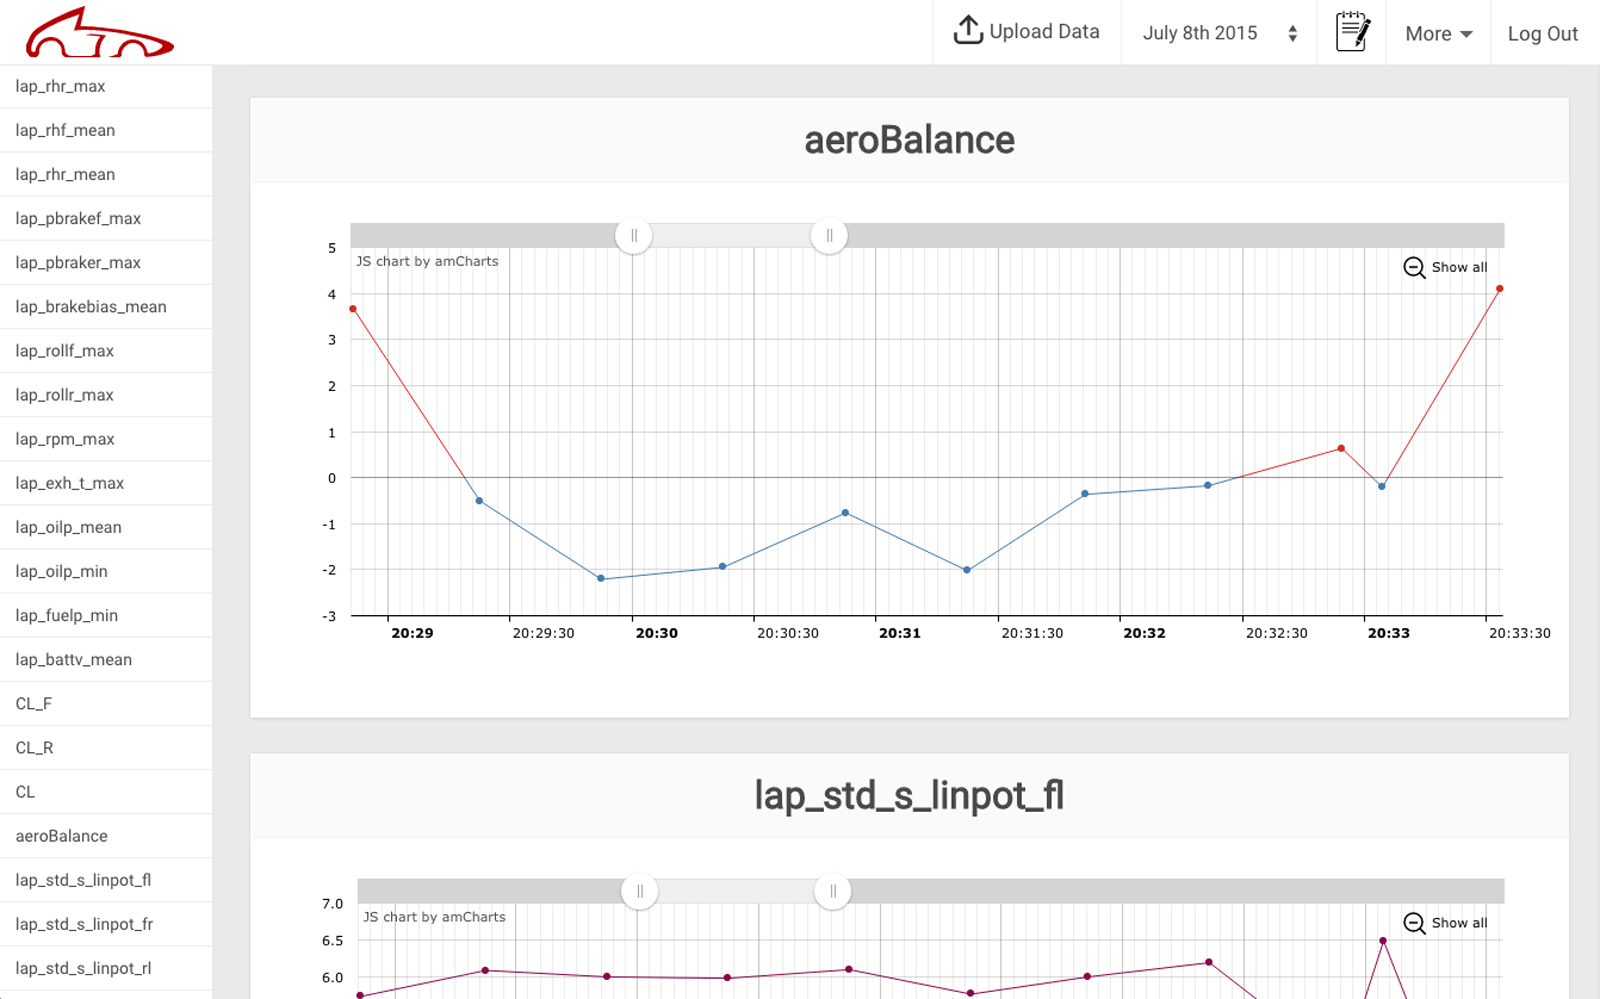 Upload Data
July 8th 2015
More
Log Out
lap_rhr_max
lap_rhf_mean
lap_rhr_mean
lap_pbrakef_max
lap_pbraker_max
lap_brakebias_mean
lap_rollf_max
lap_rollr_max
lap_rpm_max
lap_exh_t_max
lap_oilp_mean
lap_oilp_min
lap_fuelp_min
lap_battv_mean
CL_F
CL_R
CL
aeroBalance
lap_std_s_linpot_fl
lap_std_s_linpot_fr
lap_std_s_linpot_rl
aeroBalance
JS chart by amCharts
Show all
5
4
3
2
1
0
-1
-2
-3
20:29 20:29:30 20:30 20:30:30 20:31 20:31:30 20:32 20:32:30 20:33 20:33:30
lap_std_s_linpot_fl
JS chart by amCharts
Show all
7.0
6.5
6.0